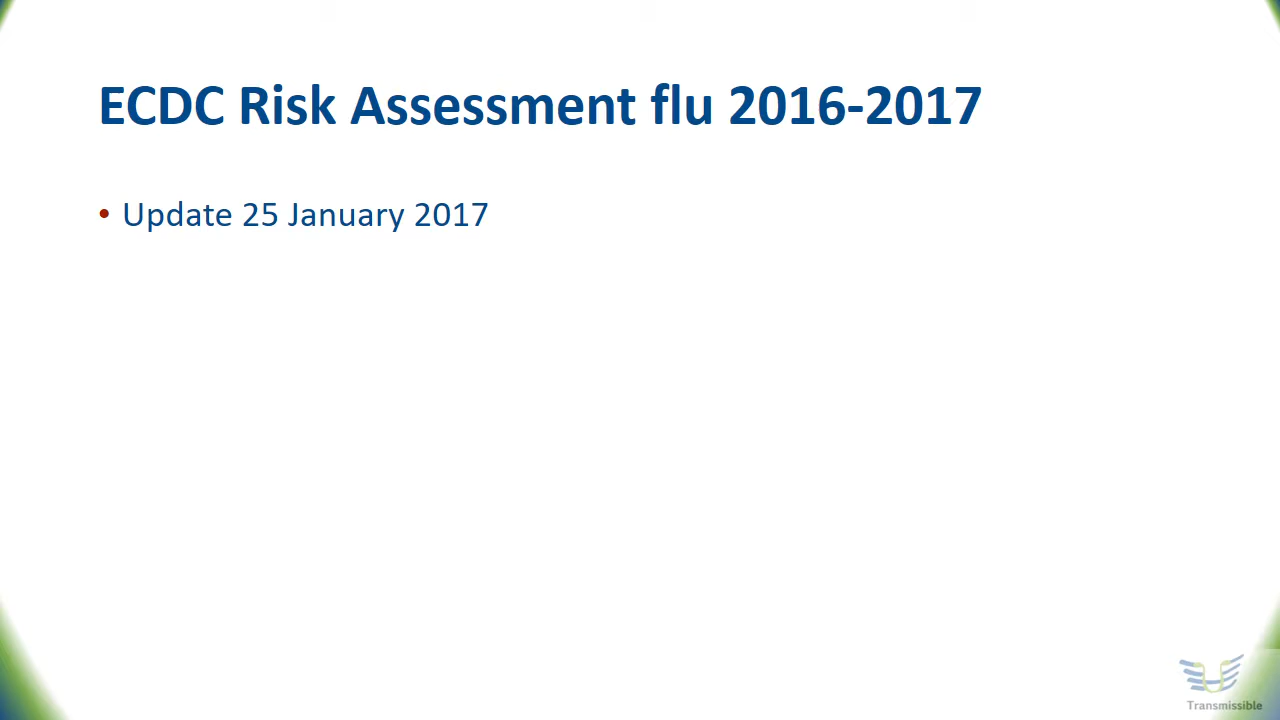 ECDC Risk Assessment flu 2016-2017
• Update 25 January 2017
Transmissible